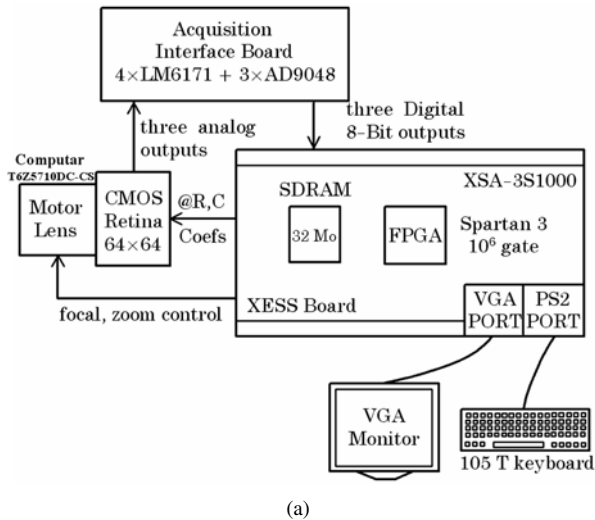 Acquisition
Interface Board
4×LM6171 + 3×AD9048
three analog
outputs
three Digital
8-Bit outputs
Computar
T6Z5710DC-CS
Motor
Lens
CMOS
Retina
64×64
@R,C
Coefs
focal, zoom control
SDRAM
32 Mo
FPGA
XSA-3S1000
Spartan 3
10⁶ gate
XESS Board
VGA
PORT
PS2
PORT
VGA
Monitor
105 T keyboard
(a)